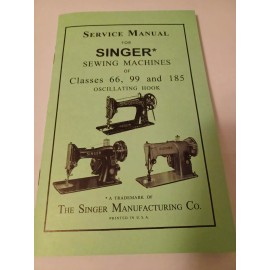 SERVICE MANUAL
FOR
SINGER*
SEWING MACHINES
OF
Classes 66, 99 and 185
OSCILLATING HOOK
*A TRADEMARK OF
THE SINGER MANUFACTURING CO.
PRINTED IN U.S.A.